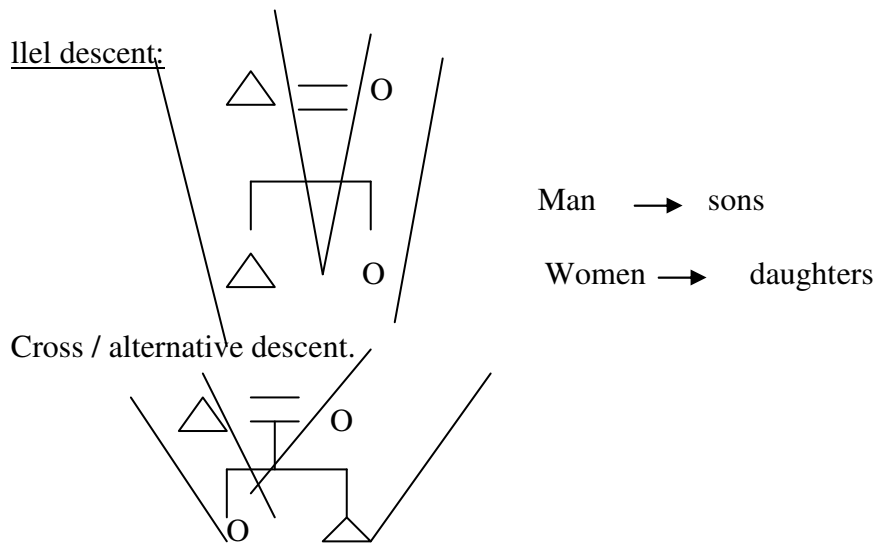 llel descent:
O
Man → sons
O
Women → daughters
Cross / alternative descent.
O
O